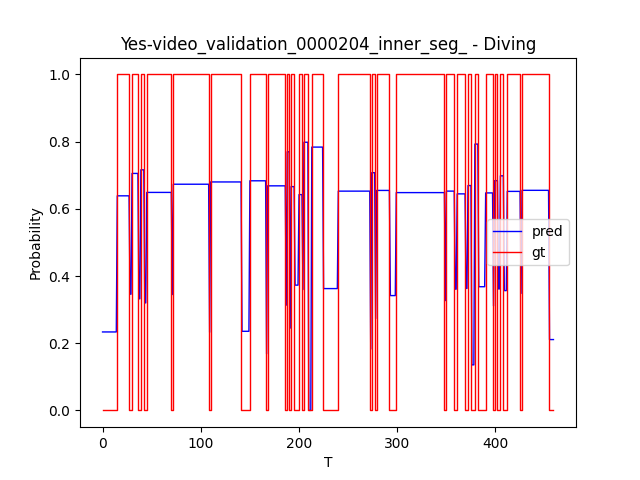 Yes-video_validation_0000204_inner_seg_ - Diving
1.0
0.8
0.6
0.4
0.2
0.0
Probability
pred
gt
0
100
200
300
400
T